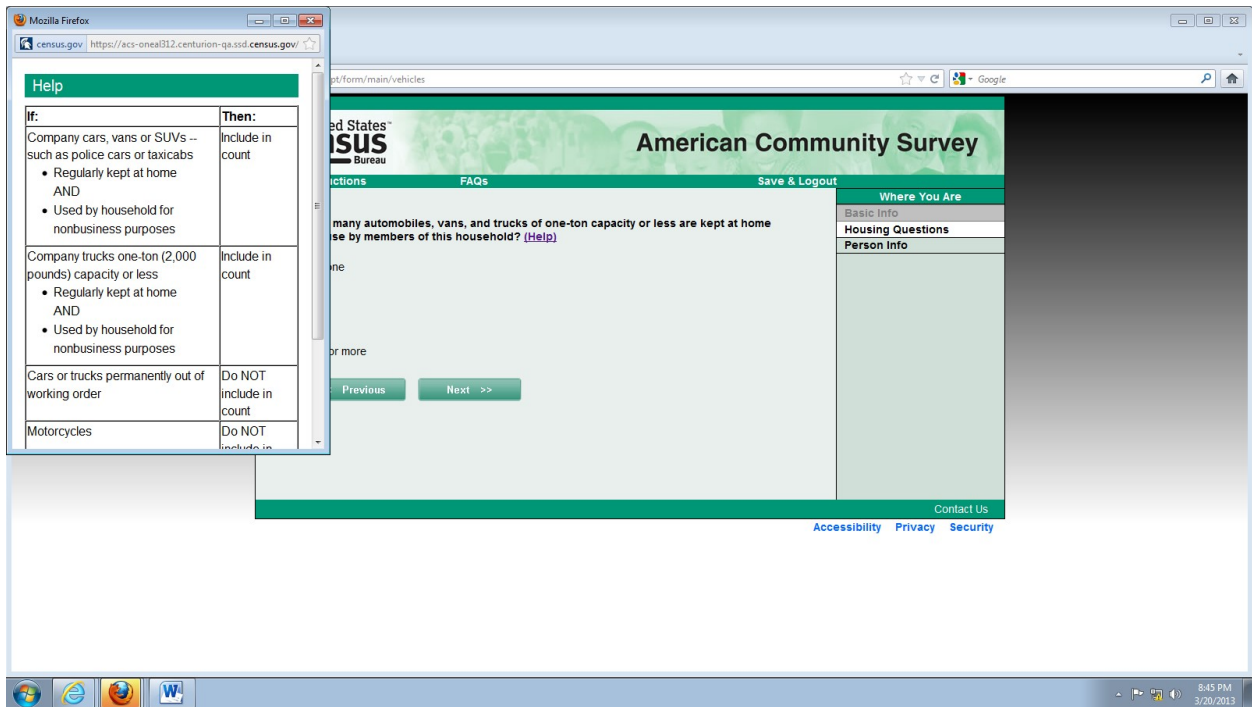 Mozilla Firefox
census.gov https://acs-oneal312.centurion-qa.ssd.census.gov/
Help
If: Then:
Company cars, vans or SUVs -- Include in
such as police cars or taxicabs count
• Regularly kept at home
AND
• Used by household for
nonbusiness purposes
Company trucks one-ton (2,000 Include in
pounds) capacity or less count
• Regularly kept at home
AND
• Used by household for
nonbusiness purposes
Cars or trucks permanently out of Do NOT
working order include in
count
Motorcycles Do NOT
include in
pt/form/main/vehicles
Google
ed States
sus
Bureau
American Community Survey
ctions FAQs Save & Logout
many automobiles, vans, and trucks of one-ton capacity or less are kept at home
se by members of this household? (Help)
one
or more
Previous Next >>
Where You Are
Basic Info
Housing Questions
Person Info
Contact Us
Accessibility Privacy Security
W
8:45 PM
3/20/2013